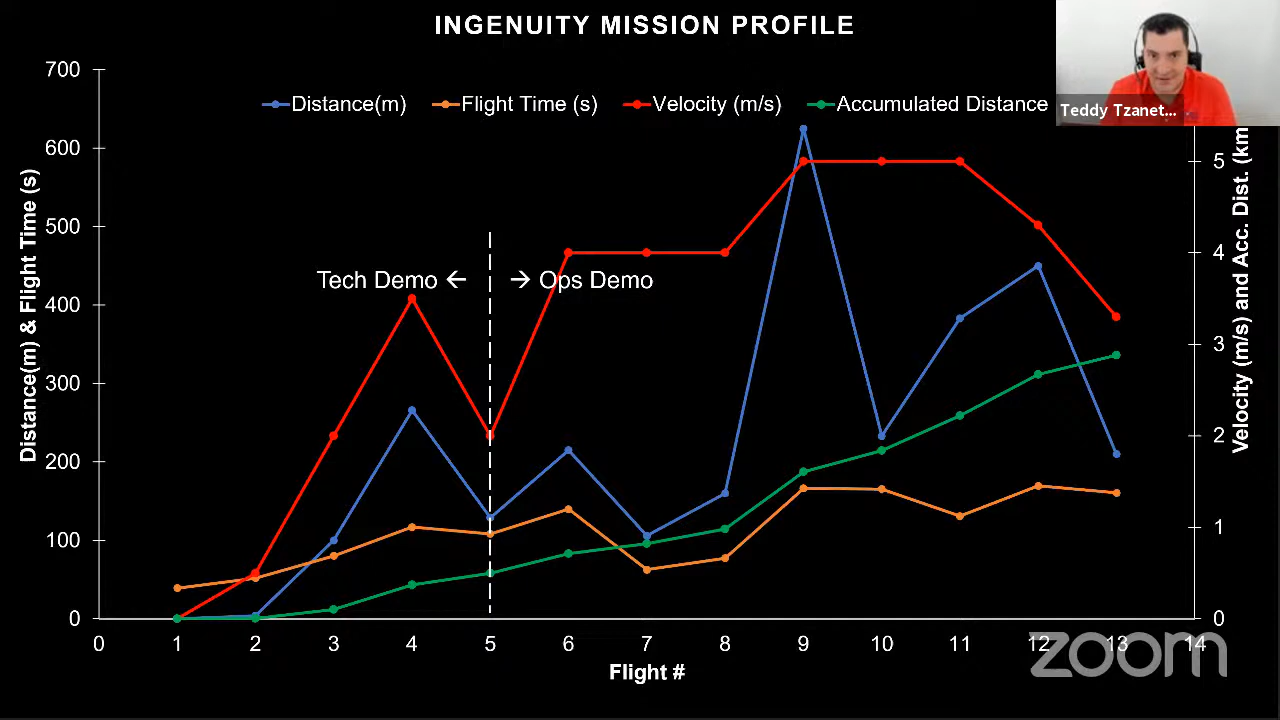 INGENUITY MISSION PROFILE
700
600
500
400
300
200
100
0
Distance(m) & Flight Time (s)
Distance(m)
Flight Time (s)
Velocity (m/s)
Accumulated Distance
Teddy Tzanet...
Tech Demo ←
→ Ops Demo
5
4
3
2
1
0
Velocity (m/s) and Acc. Dist. (km
0 1 2 3 4 5 6 7 8 9 10 11 12 13 14
Flight #
zoom